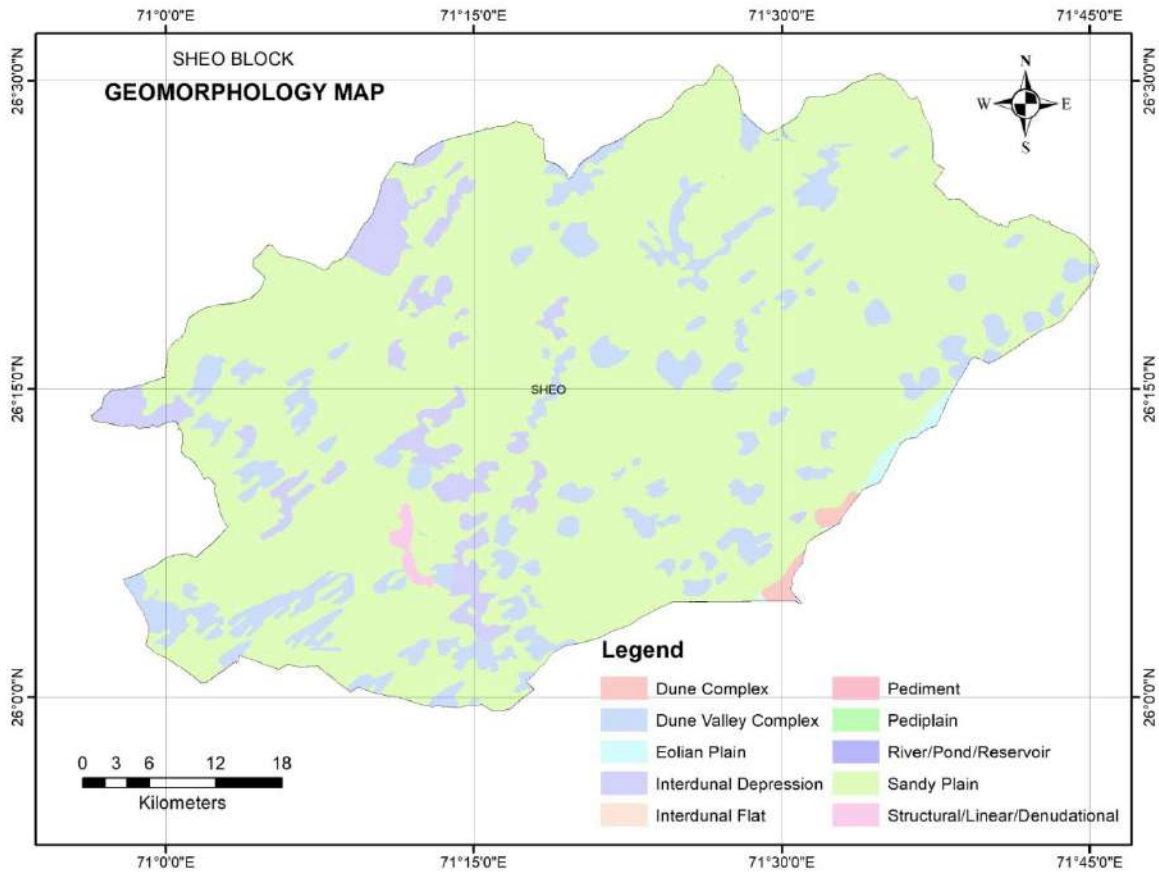 71°0'0"E 71°15'0"E 71°30'0"E 71°45'0"E
SHEO BLOCK
GEOMORPHOLOGY MAP
N
W E
S
26°30'0"N 26°30'0"N
26°15'0"N 26°15'0"N
SHEO
26°0'0"N 26°0'0"N
Legend
Dune Complex
Dune Valley Complex
Eolian Plain
Interdunal Depression
Interdunal Flat
Pediment
Pediplain
River/Pond/Reservoir
Sandy Plain
Structural/Linear/Denudational
0 3 6 12 18
Kilometers
71°0'0"E 71°15'0"E 71°30'0"E 71°45'0"E